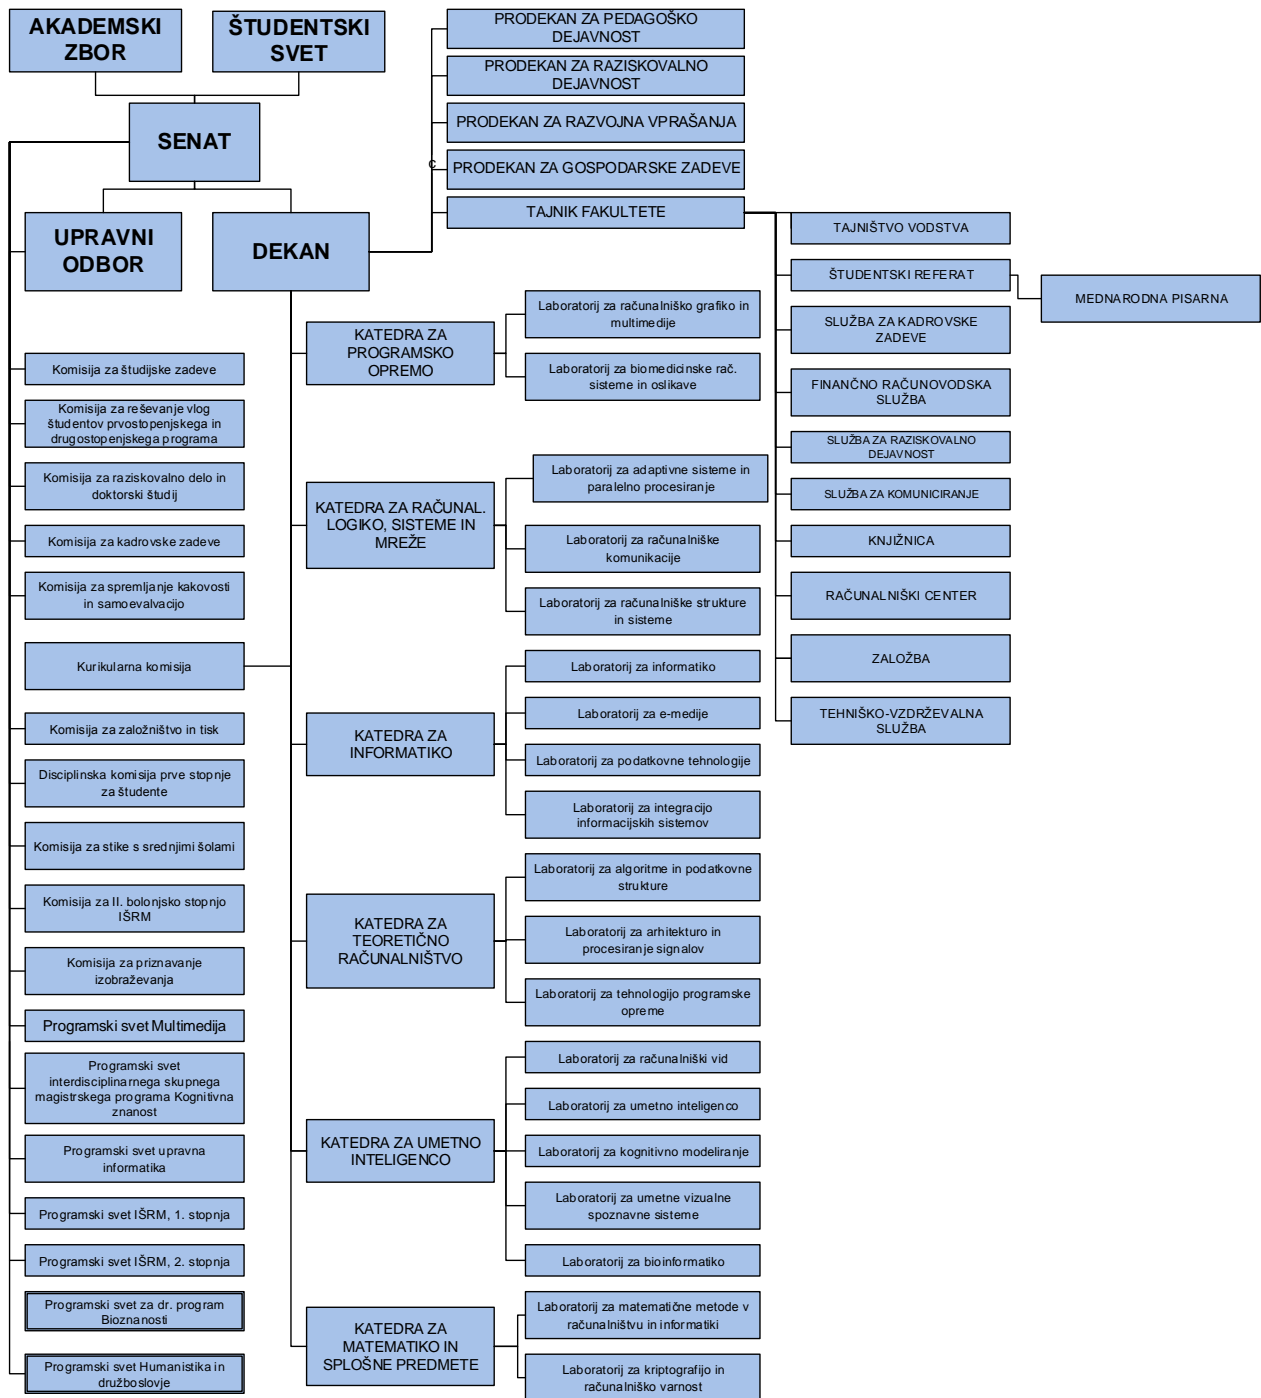 AKADEMSKI
ZBOR
ŠTUDENTSKI
SVET
SENAT
UPRAVNI
ODBOR
DEKAN
PRODEKAN ZA PEDAGOŠKO
DEJAVNOST
PRODEKAN ZA RAZISKOVALNO
DEJAVNOST
PRODEKAN ZA RAZVOJNA VPRAŠANJA
c
PRODEKAN ZA GOSPODARSKE ZADEVE
TAJNIK FAKULTETE
TAJNIŠTVO VODSTVA
ŠTUDENTSKI REFERAT
MEDNARODNA PISARNA
SLUŽBA ZA KADROVSKE
ZADEVE
FINANČNO RAČUNOVODSKA
SLUŽBA
SLUŽBA ZA RAZISKOVALNO
DEJAVNOST
SLUŽBA ZA KOMUNICIRANJE
KNJIŽNICA
RAČUNALNIŠKI CENTER
ZALOŽBA
TEHNIŠKO-VZDRŽEVALNA
SLUŽBA
Komisija za študijske zadeve
Komisija za reševanje vlog
študentov prvostopenjskega in
drugostopenjskega programa
Komisija za raziskovalno delo in
doktorski študij
Komisija za kadrovske zadeve
Komisija za spremljanje kakovosti
in samoevalvacijo
Kurikularna komisija
Komisija za založništvo in tisk
Disciplinska komisija prve stopnje
za študente
Komisija za stike s srednjimi šolami
Komisija za II. bolonjsko stopnjo
IŠRM
Komisija za priznavanje
izobraževanja
Programski svet Multimedija
Programski svet
interdisciplinarnega skupnega
magistrskega programa Kognitivna
znanost
Programski svet upravna
informatika
Programski svet IŠRM, 1. stopnja
Programski svet IŠRM, 2. stopnja
Programski svet za dr. program
Bioznanosti
Programski svet Humanistika in
družboslovje
KATEDRA ZA
PROGRAMSKO
OPREMO
Laboratorij za računalniško grafiko in
multimedije
Laboratorij za biomedicinske rač.
sisteme in oslikave
KATEDRA ZA RAČUNAL.
LOGIKO, SISTEME IN
MREŽE
Laboratorij za adaptivne sisteme in
paralelno procesiranje
Laboratorij za računalniške
komunikacije
Laboratorij za računalniške strukture
in sisteme
KATEDRA ZA
INFORMATIKO
Laboratorij za informatiko
Laboratorij za e-medije
Laboratorij za podatkovne tehnologije
Laboratorij za integracijo
informacijskih sistemov
KATEDRA ZA
TEORETIČNO
RAČUNALNIŠTVO
Laboratorij za algoritme in podatkovne
strukture
Laboratorij za arhitekturo in
procesiranje signalov
Laboratorij za tehnologijo programske
opreme
KATEDRA ZA UMETNO
INTELIGENCO
Laboratorij za računalniški vid
Laboratorij za umetno inteligenco
Laboratorij za kognitivno modeliranje
Laboratorij za umetne vizualne
spoznavne sisteme
Laboratorij za bioinformatiko
KATEDRA ZA
MATEMATIKO IN
SPLOŠNE PREDMETE
Laboratorij za matematične metode v
računalništvu in informatiki
Laboratorij za kriptografijo in
računalniško varnost